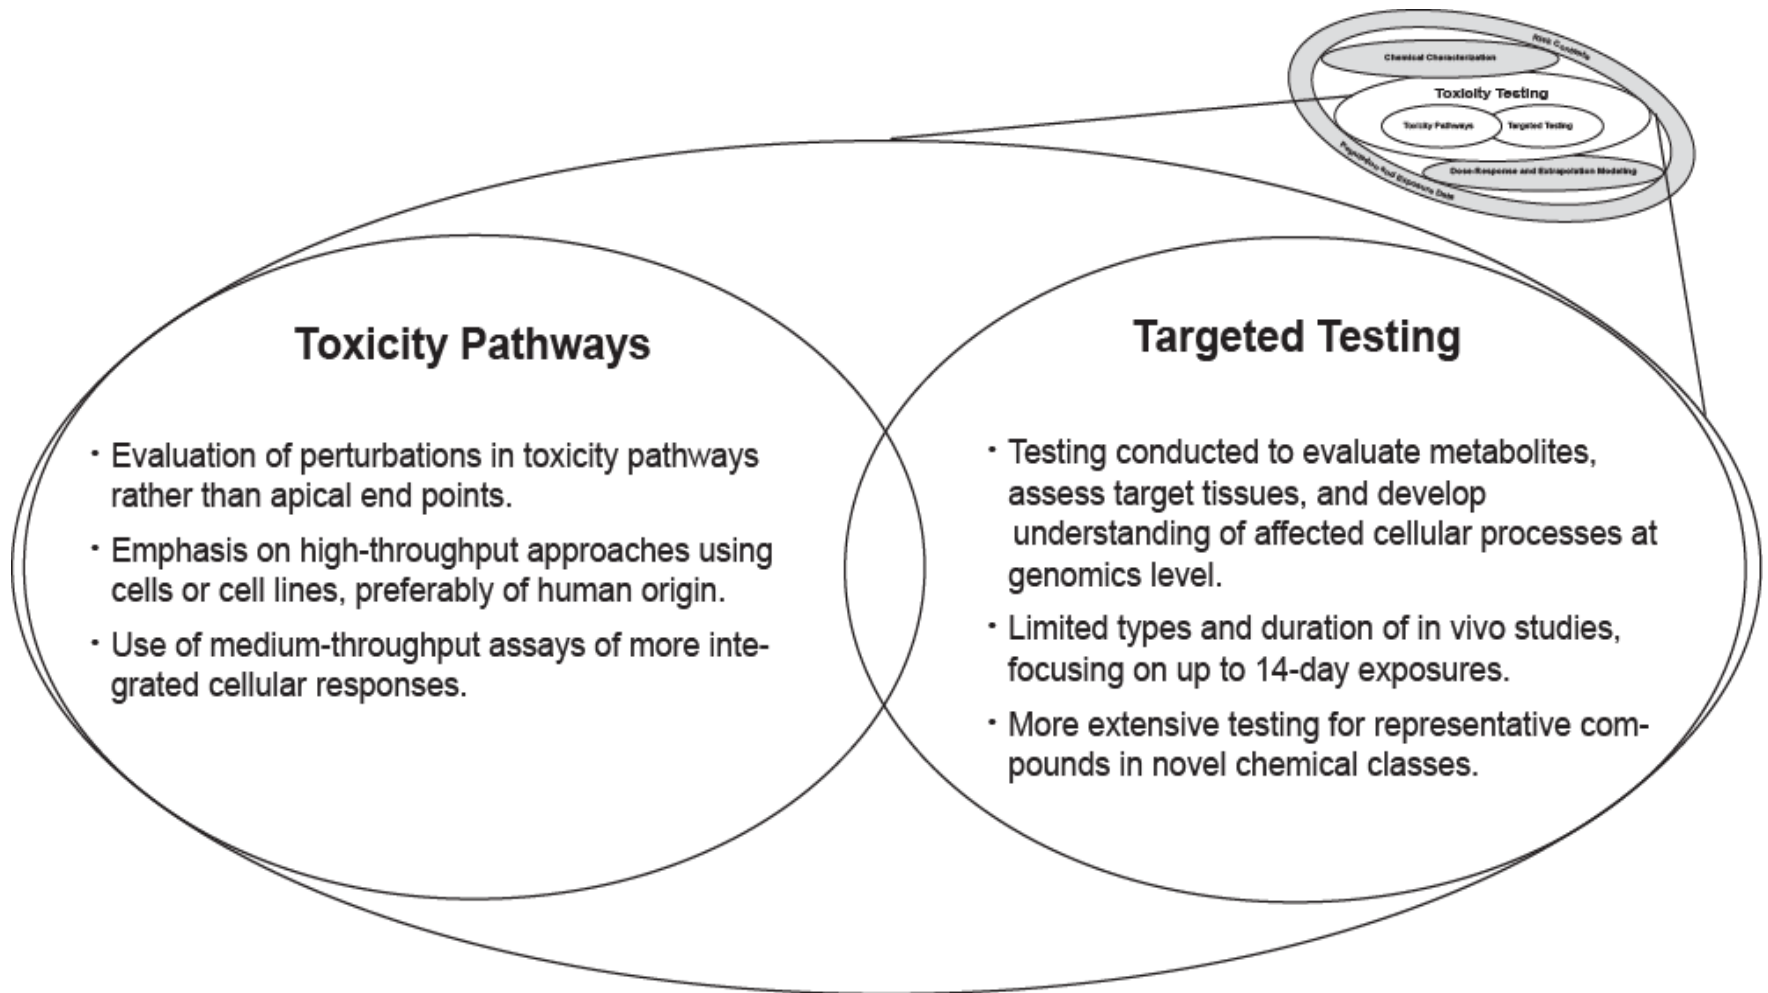 Risk Contexts
Chemical Characterization
Toxicity Testing
Toxicity Pathways
Targeted Testing
Dose-Response and Extrapolation Modeling
Population and Exposure Data
Toxicity Pathways
· Evaluation of perturbations in toxicity pathways
rather than apical end points.
· Emphasis on high-throughput approaches using
cells or cell lines, preferably of human origin.
· Use of medium-throughput assays of more inte-
grated cellular responses.
Targeted Testing
· Testing conducted to evaluate metabolites,
assess target tissues, and develop
understanding of affected cellular processes at
genomics level.
· Limited types and duration of in vivo studies,
focusing on up to 14-day exposures.
· More extensive testing for representative com-
pounds in novel chemical classes.